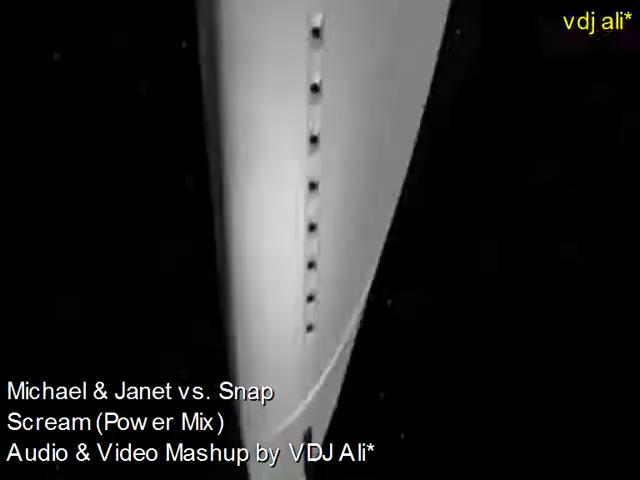 vdj ali*
Michael & Janet vs. Snap
Scream (Power Mix)
Audio & Video Mashup by VDJ Ali*